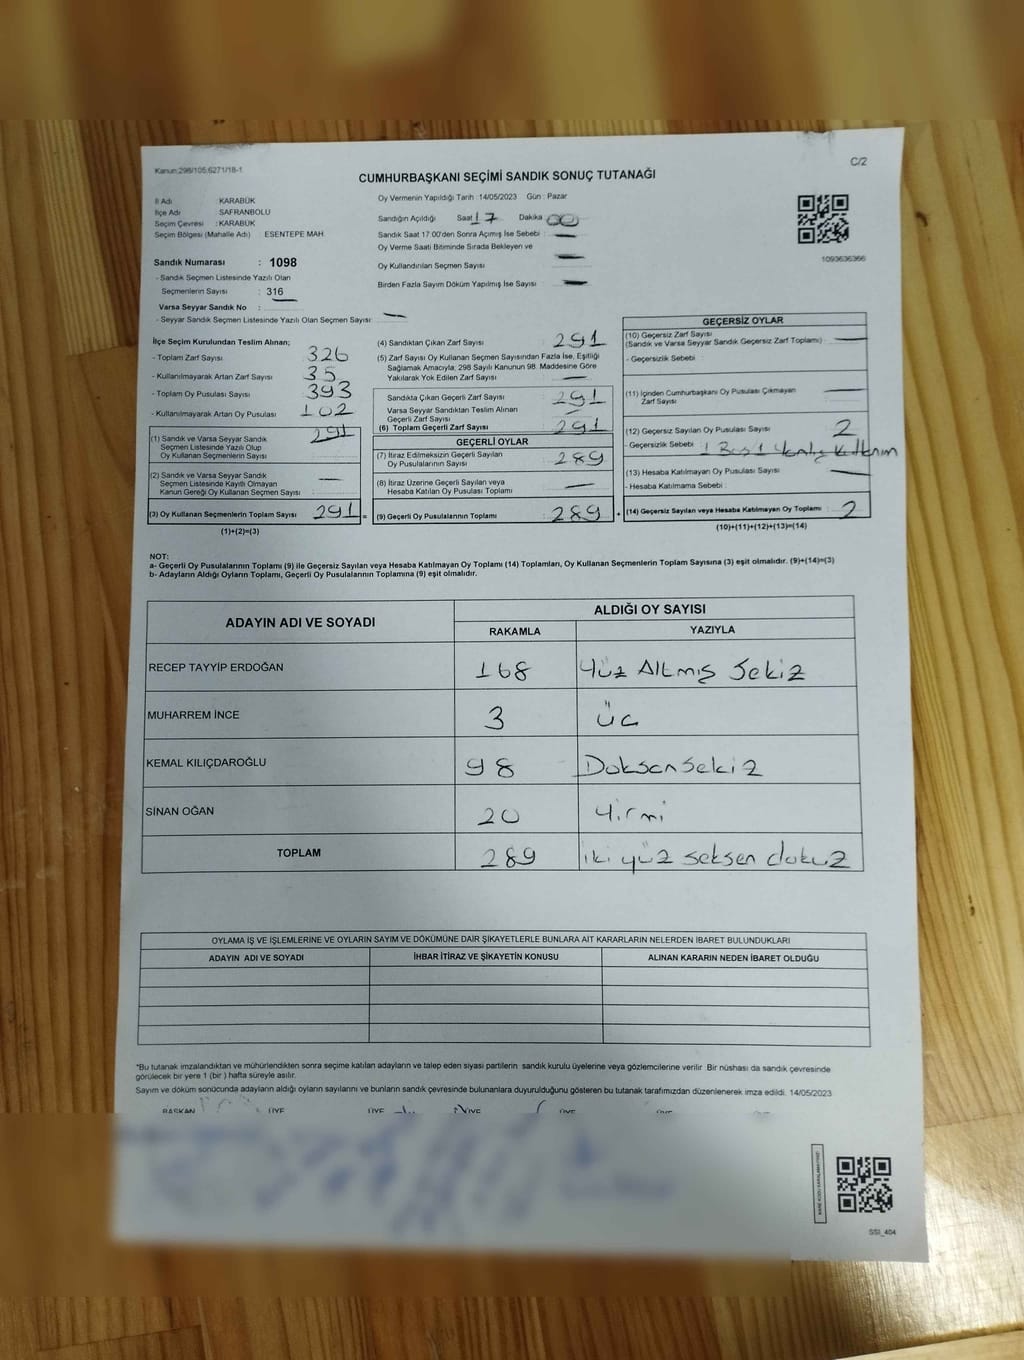 Kanun:298/105,6271/18-1
C/2
CUMHURBAŞKANI SEÇİMİ SANDIK SONUÇ TUTANAĞI
İl Adı : KARABÜK
İlçe Adı : SAFRANBOLU
Seçim Çevresi : KARABÜK
Seçim Bölgesi (Mahalle Adı) : ESENTEPE MAH.
Sandık Numarası : 1098
- Sandık Seçmen Listesinde Yazılı Olan
Seçmenlerin Sayısı : 316
Varsa Seyyar Sandık No :
- Seyyar Sandık Seçmen Listesinde Yazılı Olan Seçmen Sayısı: —
Oy Vermenin Yapıldığı Tarih : 14/05/2023 Gün : Pazar
Sandığın Açıldığı Saat 17 Dakika 00
Sandık Saat 17:00'den Sonra Açımış İse Sebebi : —
Oy Verme Saati Bitiminde Sırada Bekleyen ve
Oy Kullandırılan Seçmen Sayısı —
Birden Fazla Sayım Döküm Yapılmış İse Sayısı —
1093636366
İlçe Seçim Kurulundan Teslim Alınan;
- Toplam Zarf Sayısı 326
- Kullanılmayarak Artan Zarf Sayısı 35
- Toplam Oy Pusulası Sayısı 393
- Kullanılmayarak Artan Oy Pusulası 102
(1) Sandık ve Varsa Seyyar Sandık 291
Seçmen Listesinde Yazılı Olup
Oy Kullanan Seçmenlerin Sayısı
(2) Sandık ve Varsa Seyyar Sandık —
Seçmen Listesinde Kayıtlı Olmayan
Kanun Gereği Oy Kullanan Seçmen Sayısı :
(3) Oy Kullanan Seçmenlerin Toplam Sayısı 291 =
(1)+(2)=(3)
(4) Sandıktan Çıkan Zarf Sayısı 291
(5) Zarf Sayısı Oy Kullanan Seçmen Sayısından Fazla İse, Eşitliği
Sağlamak Amacıyla; 298 Sayılı Kanunun 98. Maddesine Göre
Yakılarak Yok Edilen Zarf Sayısı —
Sandıkta Çıkan Geçerli Zarf Sayısı 291
Varsa Seyyar Sandıktan Teslim Alınan
Geçerli Zarf Sayısı —
(6) Toplam Geçerli Zarf Sayısı 291
GEÇERLİ OYLAR
(7) İtiraz Edilmeksizin Geçerli Sayılan
Oy Pusulalarının Sayısı 289
(8) İtiraz Üzerine Geçerli Sayılan veya
Hesaba Katılan Oy Pusulası Toplamı —
(9) Geçerli Oy Pusulalarının Toplamı 289 +
GEÇERSİZ OYLAR
(10) Geçersiz Zarf Sayısı
(Sandık ve Varsa Seyyar Sandık Geçersiz Zarf Toplamı) : —
- Geçersizlik Sebebi :
(11) İçinden Cumhurbaşkanı Oy Pusulası Çıkmayan
Zarf Sayısı —
(12) Geçersiz Sayılan Oy Pusulası Sayısı 2
- Geçersizlik Sebebi 1 Boş 1 Yanlış Kullanım
(13) Hesaba Katılmayan Oy Pusulası Sayısı —
- Hesaba Katılmama Sebebi :
(14) Geçersiz Sayılan veya Hesaba Katılmayan Oy Toplamı : 2
(10)+(11)+(12)+(13)=(14)
NOT:
a- Geçerli Oy Pusulalarının Toplamı (9) ile Geçersiz Sayılan veya Hesaba Katılmayan Oy Toplamı (14) Toplamları, Oy Kullanan Seçmenlerin Toplam Sayısına (3) eşit olmalıdır. (9)+(14)=(3)
b- Adayların Aldığı Oyların Toplamı, Geçerli Oy Pusulalarının Toplamına (9) eşit olmalıdır.
ADAYIN ADI VE SOYADI
ALDIĞI OY SAYISI
RAKAMLA YAZIYLA
RECEP TAYYİP ERDOĞAN 168 Yüz Altmış Sekiz
MUHARREM İNCE 3 üc
KEMAL KILIÇDAROĞLU 98 Doksan Sekiz
SİNAN OĞAN 20 Yirmi
TOPLAM 289 iki yüz seksen dokuz
OYLAMA İŞ VE İŞLEMLERİNE VE OYLARIN SAYIM VE DÖKÜMÜNE DAİR ŞİKAYETLERLE BUNLARA AİT KARARLARIN NELERDEN İBARET BULUNDUKLARI
ADAYIN ADI VE SOYADI İHBAR İTİRAZ VE ŞİKAYETİN KONUSU ALINAN KARARIN NEDEN İBARET OLDUĞU
*Bu tutanak imzalandıktan ve mühürlendikten sonra seçime katılan adayların ve talep eden siyasi partilerin sandık kurulu üyelerine veya gözlemcilerine verilir. Bir nüshası da sandık çevresinde
görülecek bir yere 1 (bir ) hafta süreyle asılır.
Sayım ve döküm sonucunda adayların aldığı oyların sayılarını ve bunların sandık çevresinde bulunanlara duyurulduğunu gösteren bu tutanak tarafımızdan düzenlenerek imza edildi. 14/05/2023
BAŞKAN ÜYE ÜYE ÜYE ÜYE
SSİ_404